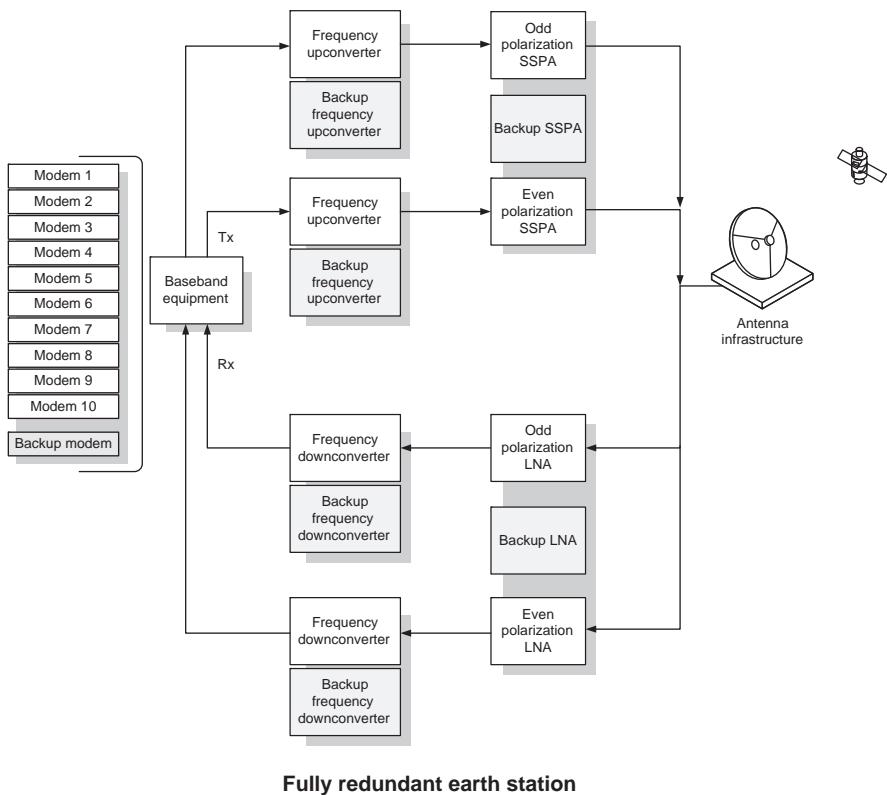 Frequency
upconverter
Odd
polarization
SSPA
Backup
frequency
upconverter
Backup SSPA
Modem 1
Modem 2
Modem 3
Modem 4
Modem 5
Modem 6
Modem 7
Modem 8
Modem 9
Modem 10
Backup modem
Tx
Frequency
upconverter
Even
polarization
SSPA
Baseband
equipment
Backup
frequency
upconverter
Antenna
infrastructure
Rx
Frequency
downconverter
Odd
polarization
LNA
Backup
frequency
downconverter
Backup LNA
Frequency
downconverter
Even
polarization
LNA
Backup
frequency
downconverter
Fully redundant earth station